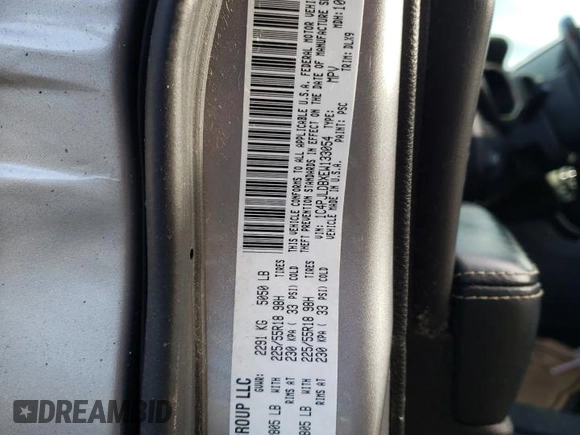 ROUP LLC
GVWR: 2291 KG 5050 LB
805 LB WITH 225/55R18 98H TIRES
RIMS AT 230 KPA ( 33 PSI) COLD
805 LB WITH 225/55R18 98H TIRES
RIMS AT 230 KPA ( 33 PSI) COLD
THIS VEHICLE CONFORMS TO ALL APPLICABLE U.S.A. FEDERAL MOTOR VEHI
THEFT PREVENTION STANDARDS IN EFFECT ON THE DATE OF MANUFACTURE S
VIN: 1C4PJLDBXEW133054 TYPE: MPV MDH: 10
VEHICLE MADE IN U.S.A. PAINT: PSC TRIM: DLX9
DREAMBID